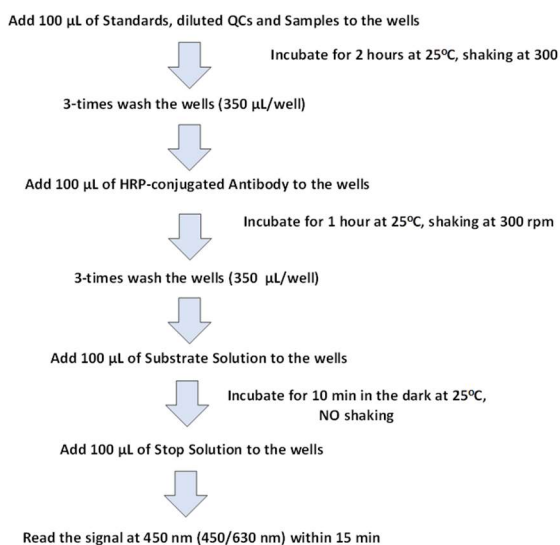 Add 100 µL of Standards, diluted QCs and Samples to the wells
Incubate for 2 hours at 25ºC, shaking at 300
3-times wash the wells (350 µL/well)
Add 100 µL of HRP-conjugated Antibody to the wells
Incubate for 1 hour at 25ºC, shaking at 300 rpm
3-times wash the wells (350 µL/well)
Add 100 µL of Substrate Solution to the wells
Incubate for 10 min in the dark at 25ºC,
NO shaking
Add 100 µL of Stop Solution to the wells
Read the signal at 450 nm (450/630 nm) within 15 min